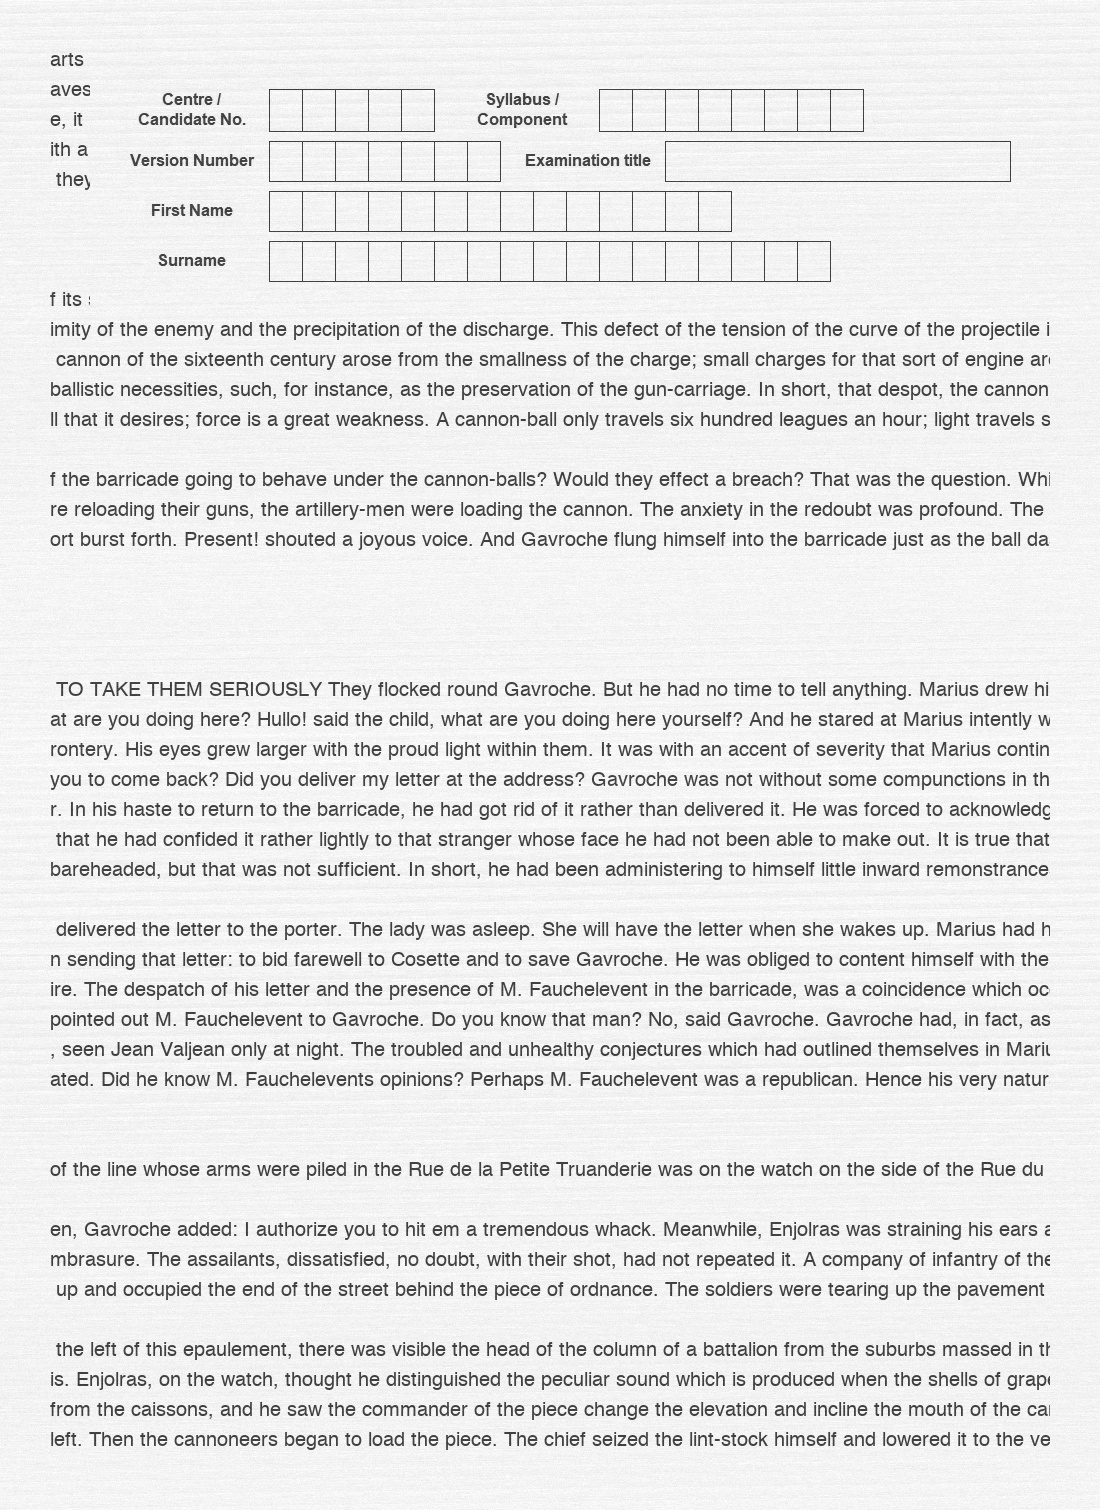 arts
aves
e, it
ith a
they
Centre / Candidate No.
Syllabus / Component
Version Number
Examination title
First Name
Surname
f its
imity of the enemy and the precipitation of the discharge. This defect of the tension of the curve of the projectile i
cannon of the sixteenth century arose from the smallness of the charge; small charges for that sort of engine are
ballistic necessities, such, for instance, as the preservation of the gun-carriage. In short, that despot, the cannon
ll that it desires; force is a great weakness. A cannon-ball only travels six hundred leagues an hour; light travels s
f the barricade going to behave under the cannon-balls? Would they effect a breach? That was the question. Whi
re reloading their guns, the artillery-men were loading the cannon. The anxiety in the redoubt was profound. The
ort burst forth. Present! shouted a joyous voice. And Gavroche flung himself into the barricade just as the ball da
TO TAKE THEM SERIOUSLY They flocked round Gavroche. But he had no time to tell anything. Marius drew hi
at are you doing here? Hullo! said the child, what are you doing here yourself? And he stared at Marius intently w
rontery. His eyes grew larger with the proud light within them. It was with an accent of severity that Marius contin
you to come back? Did you deliver my letter at the address? Gavroche was not without some compunctions in th
r. In his haste to return to the barricade, he had got rid of it rather than delivered it. He was forced to acknowledg
that he had confided it rather lightly to that stranger whose face he had not been able to make out. It is true that
bareheaded, but that was not sufficient. In short, he had been administering to himself little inward remonstrance
delivered the letter to the porter. The lady was asleep. She will have the letter when she wakes up. Marius had h
n sending that letter: to bid farewell to Cosette and to save Gavroche. He was obliged to content himself with the
ire. The despatch of his letter and the presence of M. Fauchelevent in the barricade, was a coincidence which oc
pointed out M. Fauchelevent to Gavroche. Do you know that man? No, said Gavroche. Gavroche had, in fact, as
, seen Jean Valjean only at night. The troubled and unhealthy conjectures which had outlined themselves in Mariu
ated. Did he know M. Fauchelevents opinions? Perhaps M. Fauchelevent was a republican. Hence his very natur
of the line whose arms were piled in the Rue de la Petite Truanderie was on the watch on the side of the Rue du
en, Gavroche added: I authorize you to hit em a tremendous whack. Meanwhile, Enjolras was straining his ears a
mbrasure. The assailants, dissatisfied, no doubt, with their shot, had not repeated it. A company of infantry of the
up and occupied the end of the street behind the piece of ordnance. The soldiers were tearing up the pavement
the left of this epaulement, there was visible the head of the column of a battalion from the suburbs massed in th
is. Enjolras, on the watch, thought he distinguished the peculiar sound which is produced when the shells of grape
from the caissons, and he saw the commander of the piece change the elevation and incline the mouth of the can
left. Then the cannoneers began to load the piece. The chief seized the lint-stock himself and lowered it to the ve